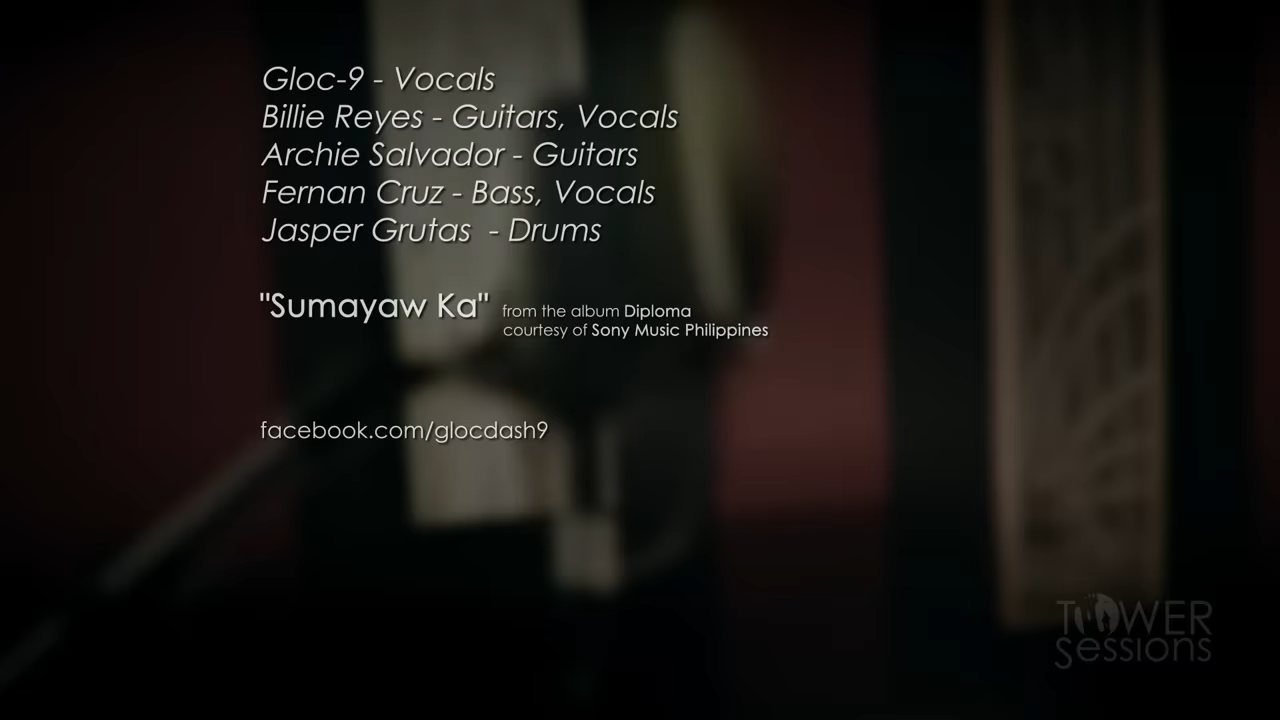 Gloc-9 - Vocals
Billie Reyes - Guitars, Vocals
Archie Salvador - Guitars
Fernan Cruz - Bass, Vocals
Jasper Grutas - Drums
"Sumayaw Ka" from the album Diploma
courtesy of Sony Music Philippines
facebook.com/glocdash9
TOWER
Sessions